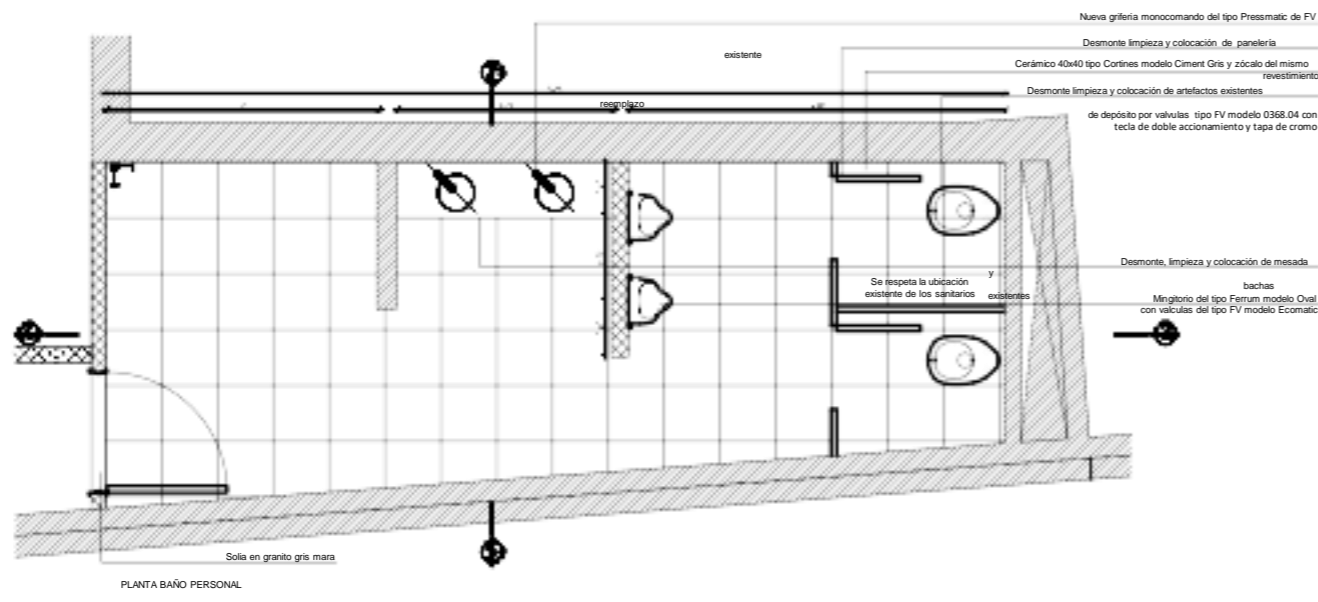 Nueva grifería monocomando del tipo Pressmatic de FV
existente
Desmonte limpieza y colocación de panelería
Cerámico 40x40 tipo Cortines modelo Ciment Gris y zócalo del mismo
revestimiento
Desmonte limpieza y colocación de artefactos existentes
reemplazo
de depósito por valvulas tipo FV modelo 0368.04 con
tecla de doble accionamiento y tapa de cromo
Desmonte, limpieza y colocación de mesada
y
Se respeta la ubicación
existente de los sanitarios
bachas
existentes
Mingitorio del tipo Ferrum modelo Oval
con valculas del tipo FV modelo Ecomatic
Solia en granito gris mara
PLANTA BAÑO PERSONAL